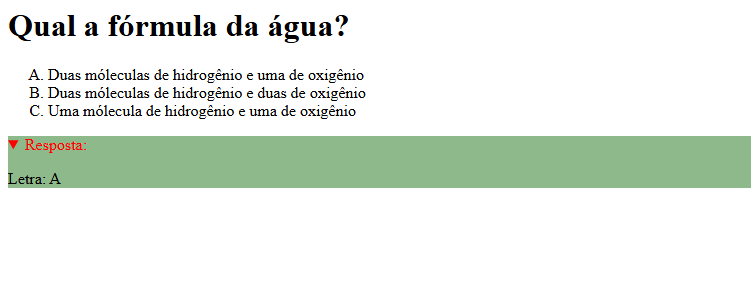 Qual a fórmula da água?
A. Duas móleculas de hidrogênio e uma de oxigênio
B. Duas móleculas de hidrogênio e duas de oxigênio
C. Uma mólecula de hidrogênio e uma de oxigênio
▼ Resposta:
Letra: A